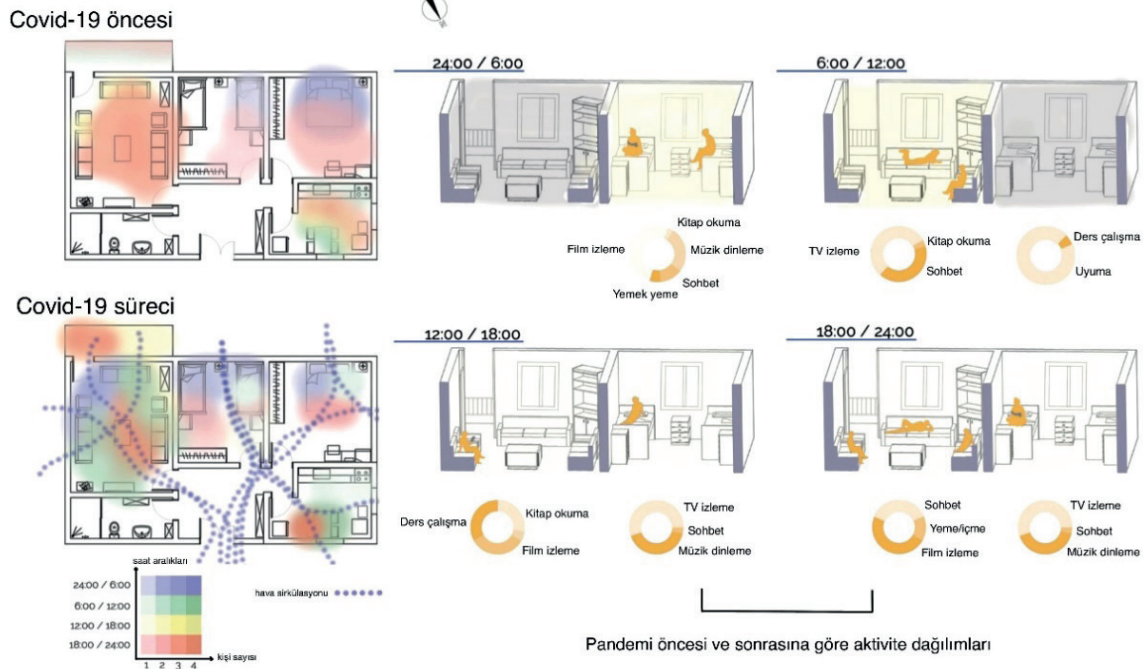 Covid-19 öncesi
24:00 / 6:00
6:00 / 12:00
Kitap okuma
Film izleme
Müzik dinleme
Sohbet
Yemek yeme
TV izleme
Kitap okuma
Sohbet
Ders çalışma
Uyuma
Covid-19 süreci
12:00 / 18:00
18:00 / 24:00
Ders çalışma
Kitap okuma
Film izleme
TV izleme
Sohbet
Müzik dinleme
Sohbet
Yeme/içme
Film izleme
TV izleme
Sohbet
Müzik dinleme
saat aralıkları
24:00 / 6:00
6:00 / 12:00
12:00 / 18:00
18:00 / 24:00
1 2 3 4
kişi sayısı
hava sirkülasyonu
Pandemi öncesi ve sonrasına göre aktivite dağılımları